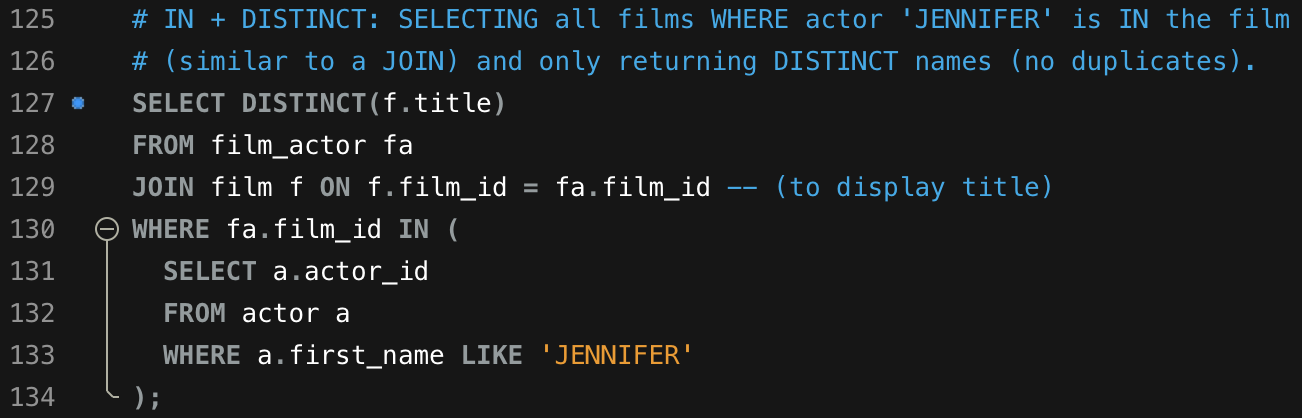 125 # IN + DISTINCT: SELECTING all films WHERE actor 'JENNIFER' is IN the film
126 # (similar to a JOIN) and only returning DISTINCT names (no duplicates).
127 SELECT DISTINCT(f.title)
128 FROM film_actor fa
129 JOIN film f ON f.film_id = fa.film_id -- (to display title)
130 WHERE fa.film_id IN (
131 SELECT a.actor_id
132 FROM actor a
133 WHERE a.first_name LIKE 'JENNIFER'
134 );